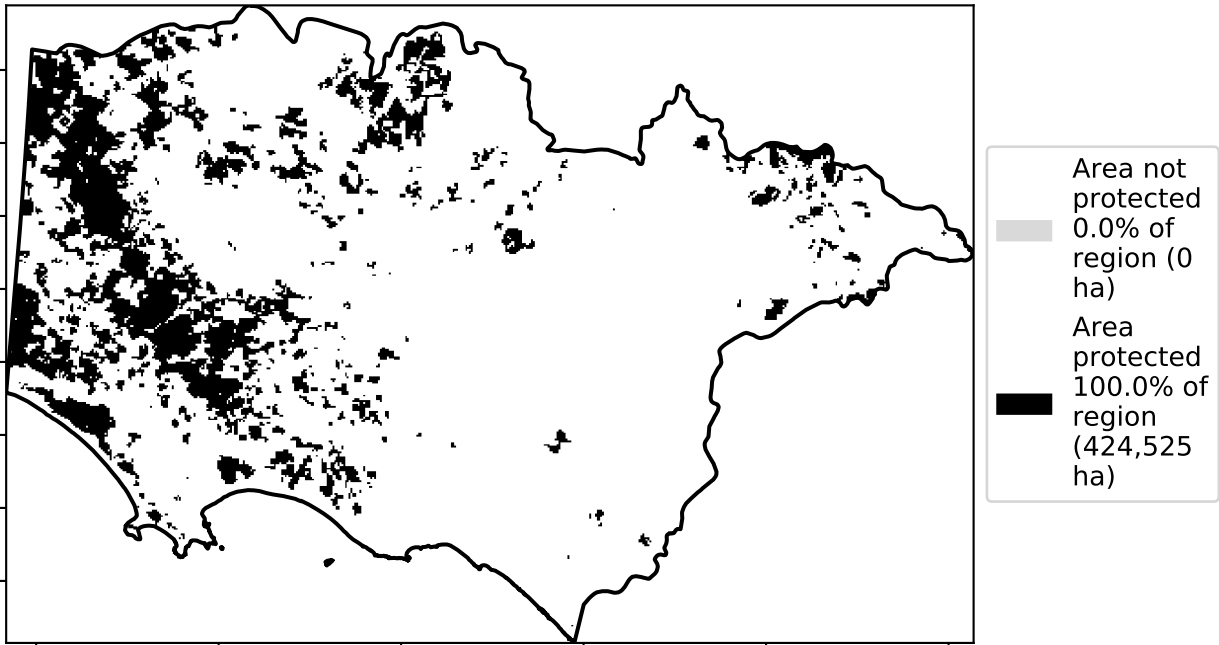 Area not
protected
0.0% of
region (0
ha)
Area
protected
100.0% of
region
(424,525
ha)